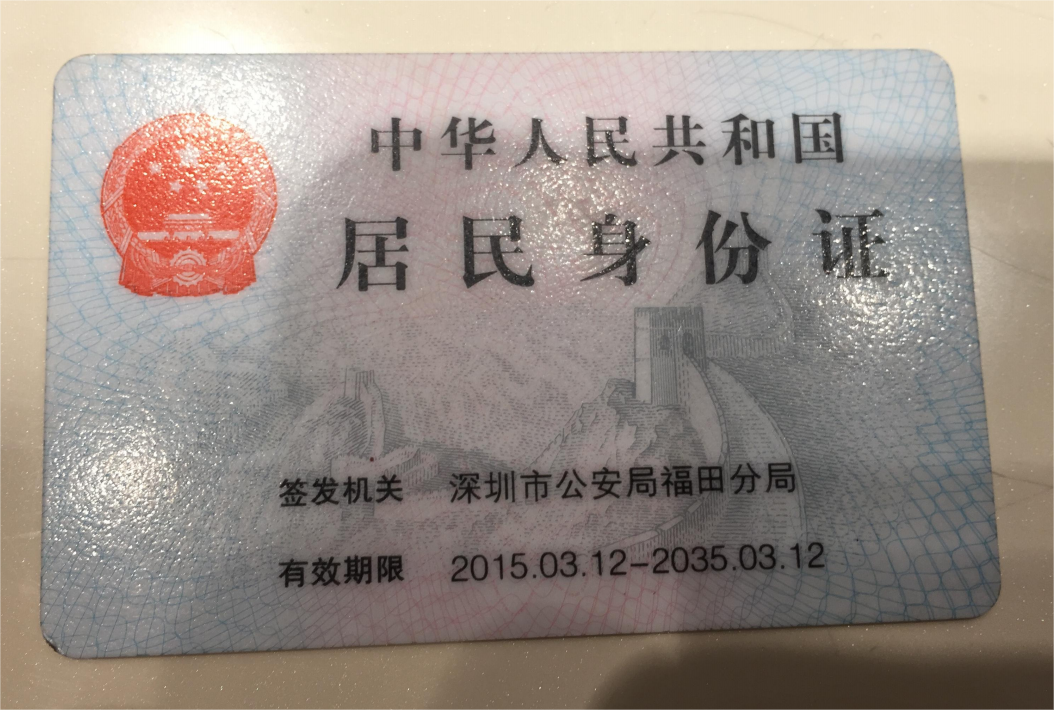 中华人民共和国
居民身份证
签发机关 深圳市公安局福田分局
有效期限 2015.03.12-2035.03.12